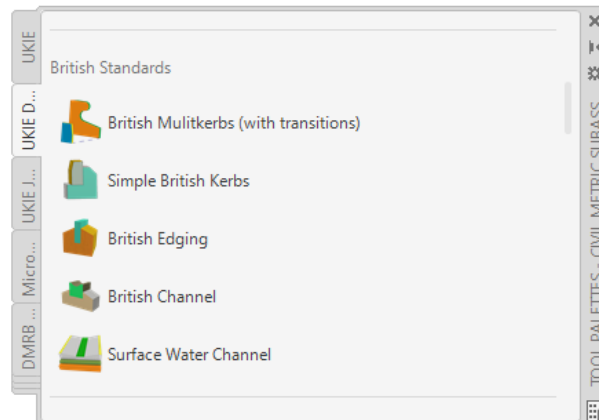 British Standards
British Mulitkerbs (with transitions)
Simple British Kerbs
British Edging
British Channel
Surface Water Channel
UKIE
UKIE D...
UKIE J...
Micro...
DMRB ...
TOOL PALETTES - CIVIL METRIC SUBASS